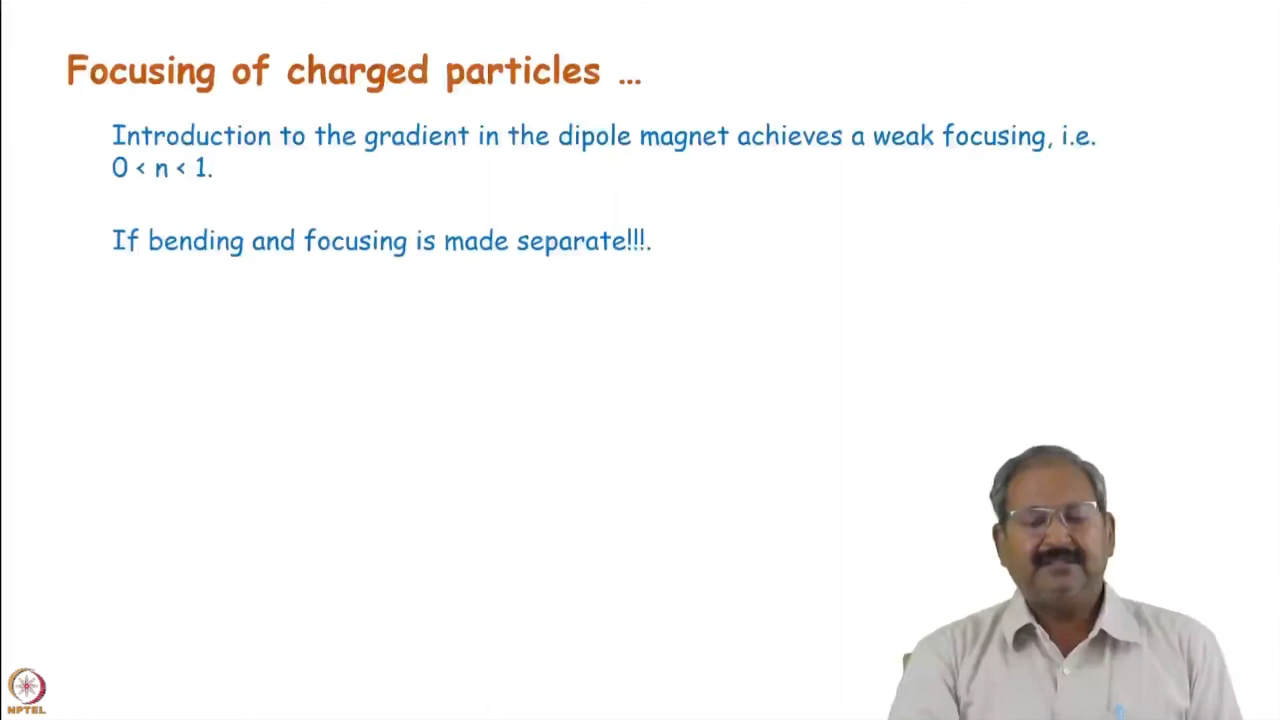 Focusing of charged particles ...
Introduction to the gradient in the dipole magnet achieves a weak focusing, i.e.
0 < n < 1.
If bending and focusing is made separate!!!.
NPTEL